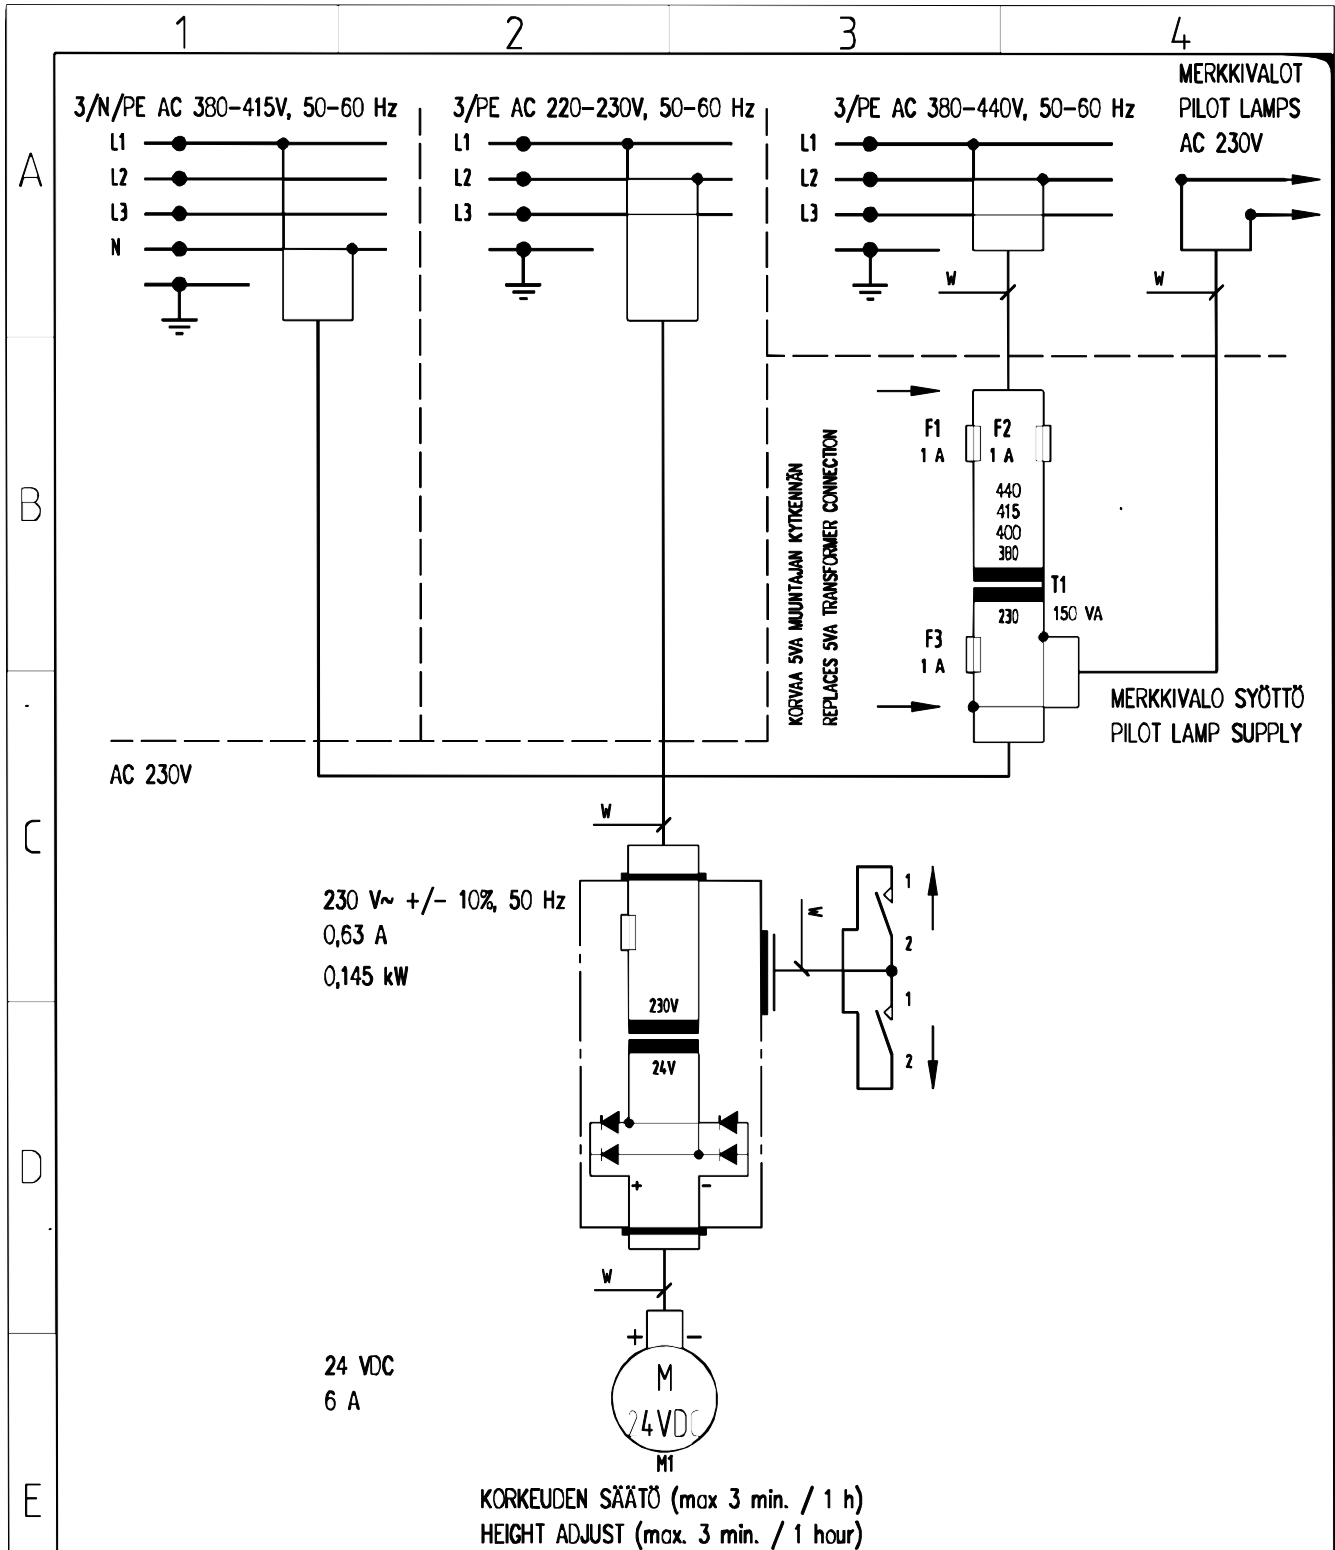 1 2 3 4
A
B
C
D
E
3/N/PE AC 380-415V, 50-60 Hz
L1
L2
L3
N
3/PE AC 220-230V, 50-60 Hz
L1
L2
L3
3/PE AC 380-440V, 50-60 Hz
L1
L2
L3
MERKKIVALOT
PILOT LAMPS
AC 230V
W
W
KORVAA 5VA MUUNTAJAN KYTKENNÄN
REPLACES 5VA TRANSFORMER CONNECTION
F1
1 A
F2
1 A
440
415
400
380
T1
150 VA
230
F3
1 A
MERKKIVALO SYÖTTÖ
PILOT LAMP SUPPLY
AC 230V
W
230 V~ +/- 10%, 50 Hz
0,63 A
0,145 kW
230V
24V
+ -
W
1
2
1
2
W
24 VDC
6 A
+ -
M
24VDC
M1
KORKEUDEN SÄÄTÖ (max 3 min. / 1 h)
HEIGHT ADJUST (max. 3 min. / 1 hour)